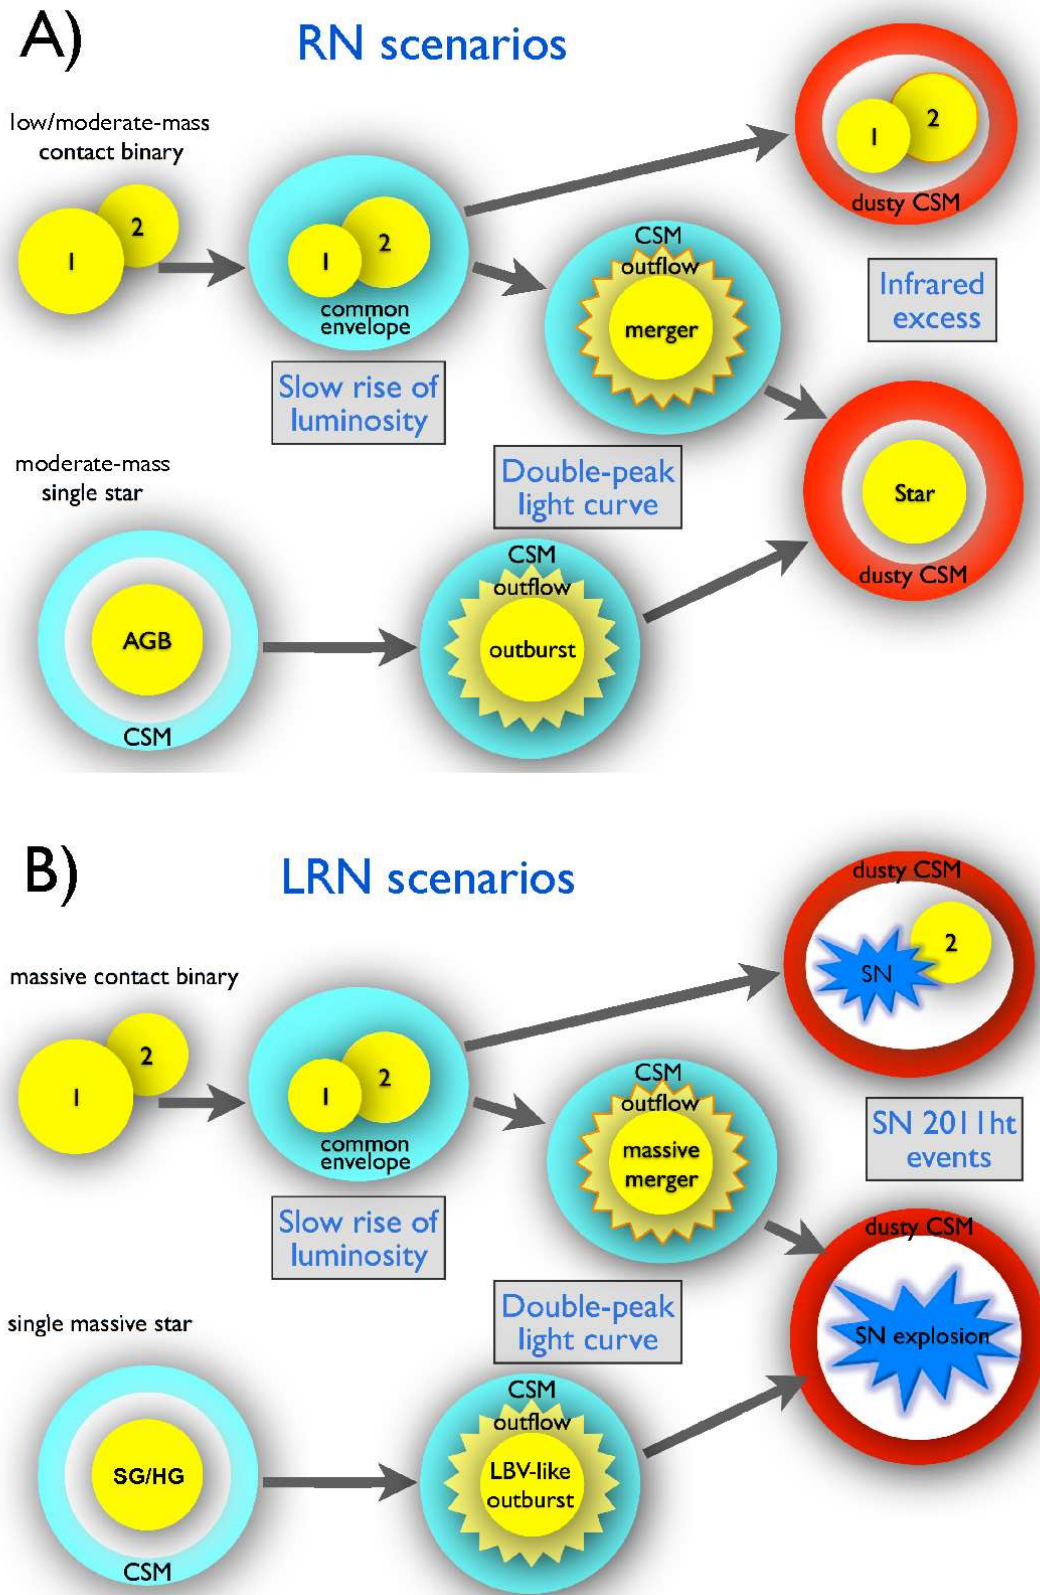 A)
RN scenarios
low/moderate-mass
contact binary
1
2
1
2
common
envelope
Slow rise of
luminosity
CSM
outflow
merger
1
2
dusty CSM
Infrared
excess
Double-peak
light curve
moderate-mass
single star
AGB
CSM
CSM
outflow
outburst
Star
dusty CSM
B)
LRN scenarios
massive contact binary
1
2
1
2
common
envelope
Slow rise of
luminosity
CSM
outflow
massive
merger
dusty CSM
SN
2
SN 2011ht
events
Double-peak
light curve
single massive star
SG/HG
CSM
CSM
outflow
LBV-like
outburst
dusty CSM
SN explosion